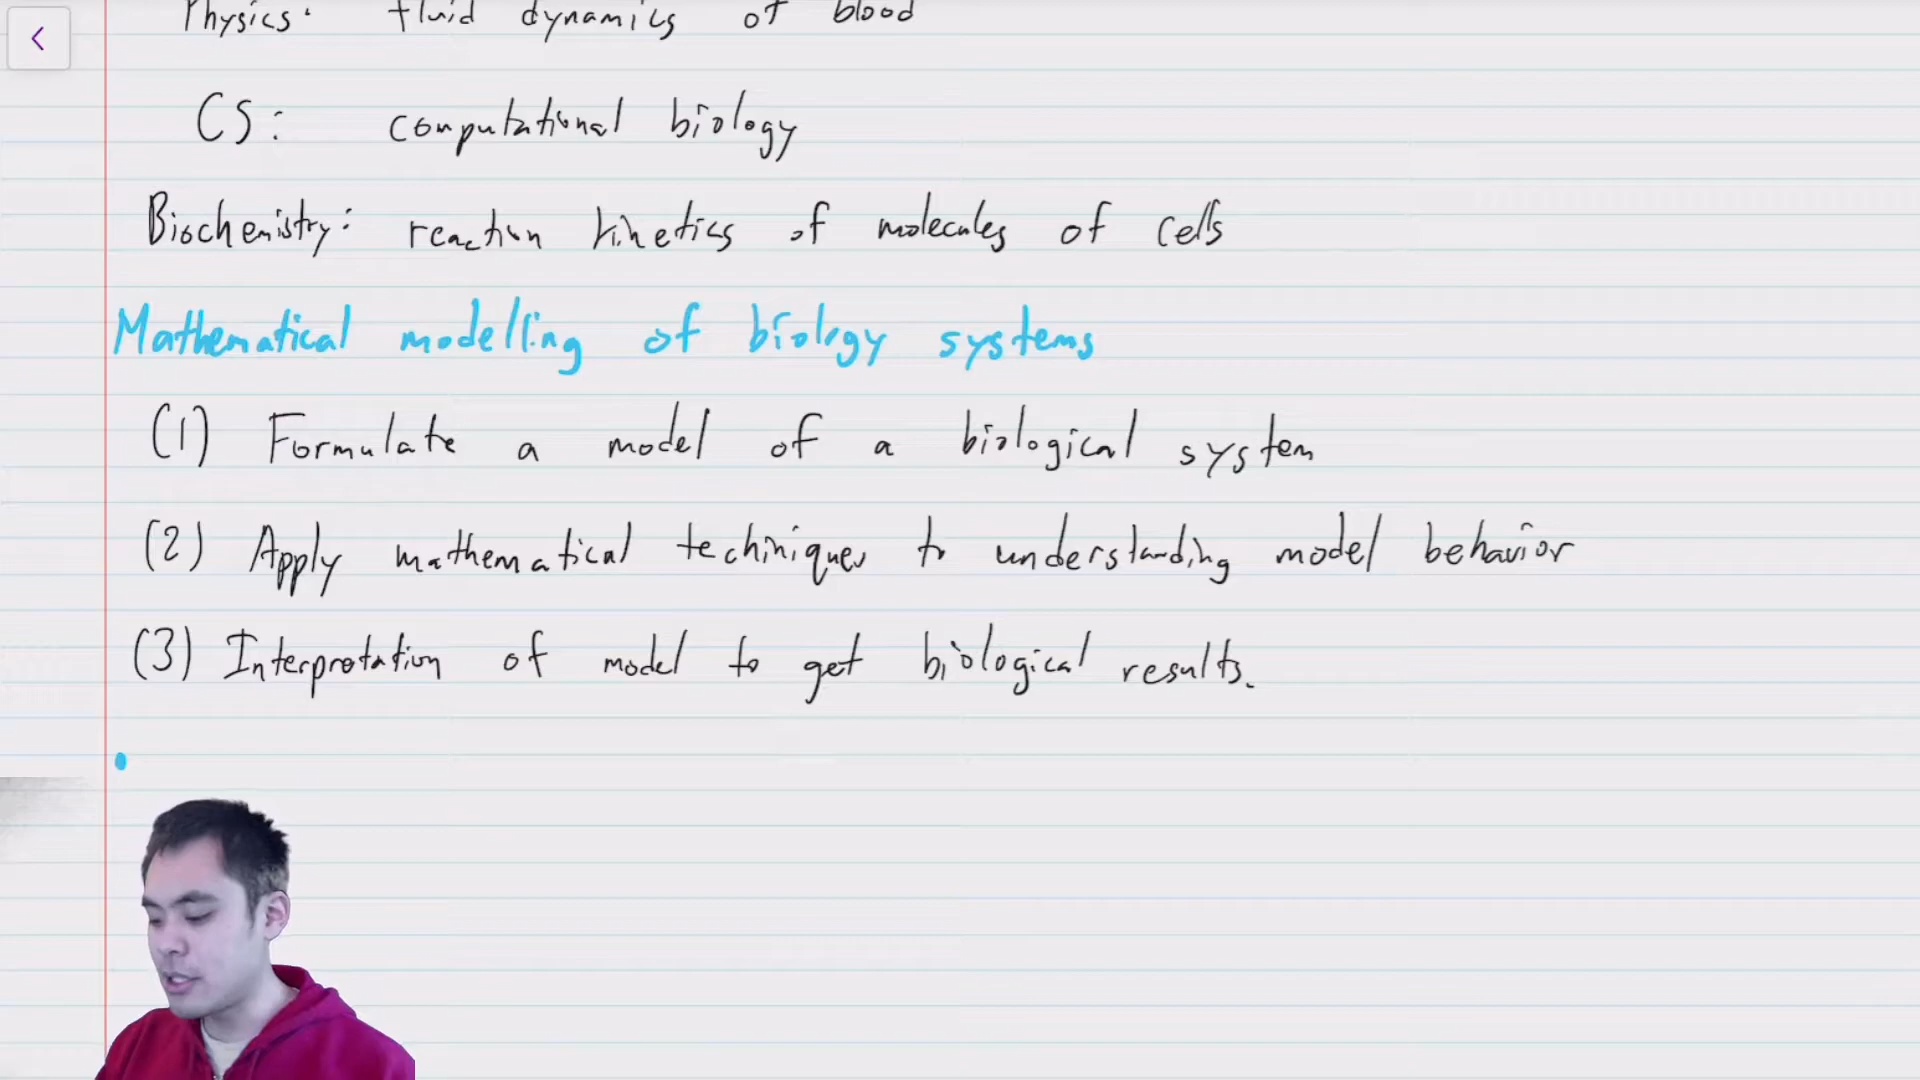 Physics: fluid dynamics of blood
CS: computational biology
Biochemistry: reaction kinetics of molecules of cells
Mathematical modelling of biology systems
(1) Formulate a model of a biological system
(2) Apply mathematical techiniques to understanding model behavior
(3) Interprotation of model to get biological results.